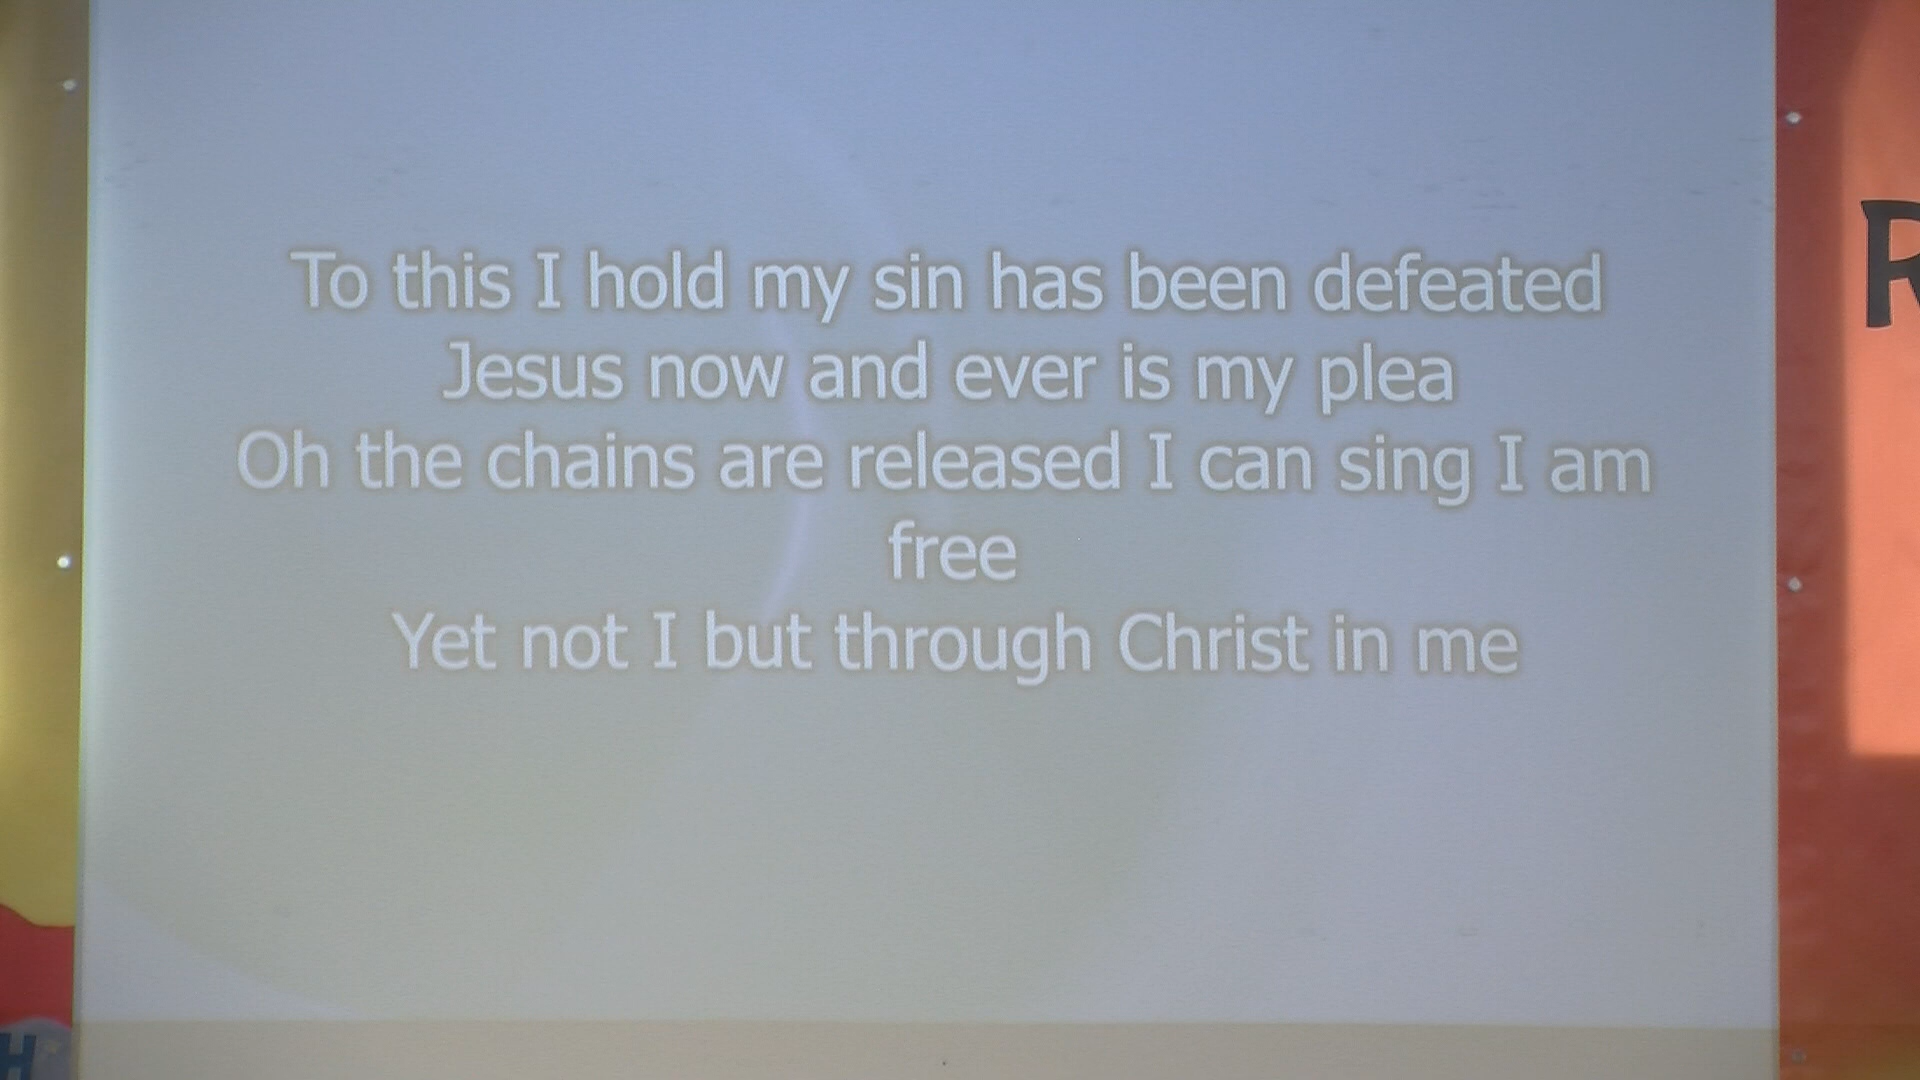 To this I hold my sin has been defeated
Jesus now and ever is my plea
Oh the chains are released I can sing I am
free
Yet not I but through Christ in me
R
H